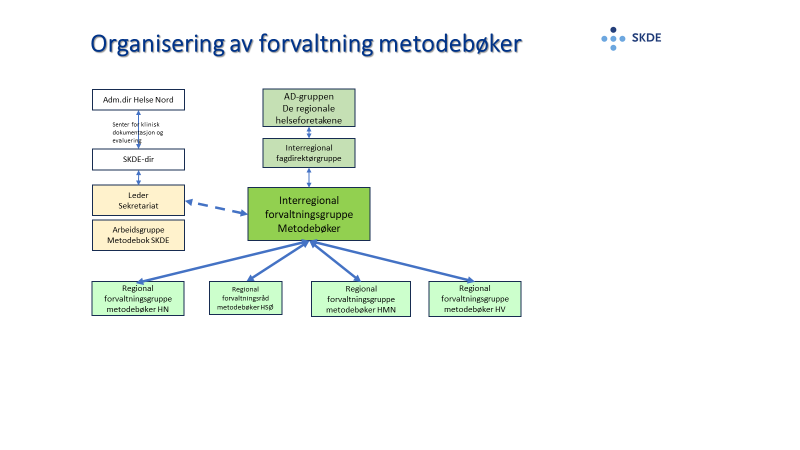 Organisering av forvaltning metodebøker
SKDE
Adm.dir Helse Nord
Senter for klinisk
dokumentasjon og
evaluering
SKDE-dir
Leder
Sekretariat
Arbeidsgruppe
Metodebok SKDE
AD-gruppen
De regionale
helseforetakene
Interregional
fagdirektørgruppe
Interregional
forvaltningsgruppe
Metodebøker
Regional
forvaltningsgruppe
metodebøker HN
Regional
forvaltningsråd
metodebøker HSØ
Regional
forvaltningsgruppe
metodebøker HMN
Regional
forvaltningsgruppe
metodebøker HV